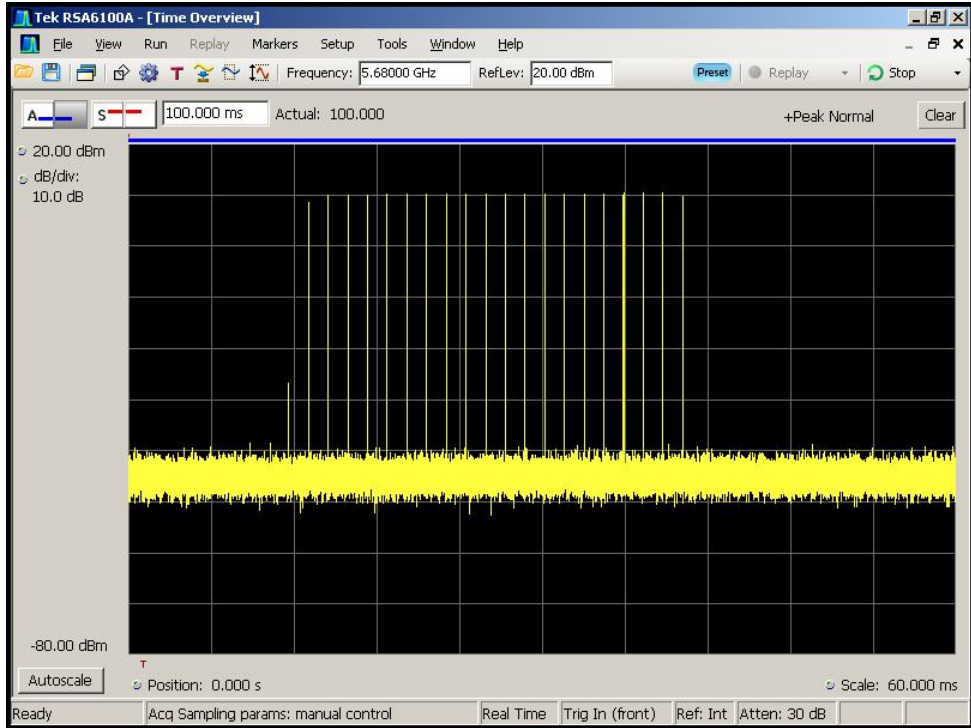 Tek RSA6100A - [Time Overview]
File View Run Replay Markers Setup Tools Window Help
T Frequency: 5.68000 GHz RefLev: 20.00 dBm Preset Replay Stop
A S 100.000 ms Actual: 100.000 +Peak Normal Clear
20.00 dBm
dB/div:
10.0 dB
-80.00 dBm
T
Autoscale Position: 0.000 s Scale: 60.000 ms
Ready Acq Sampling params: manual control Real Time Trig In (front) Ref: Int Atten: 30 dB